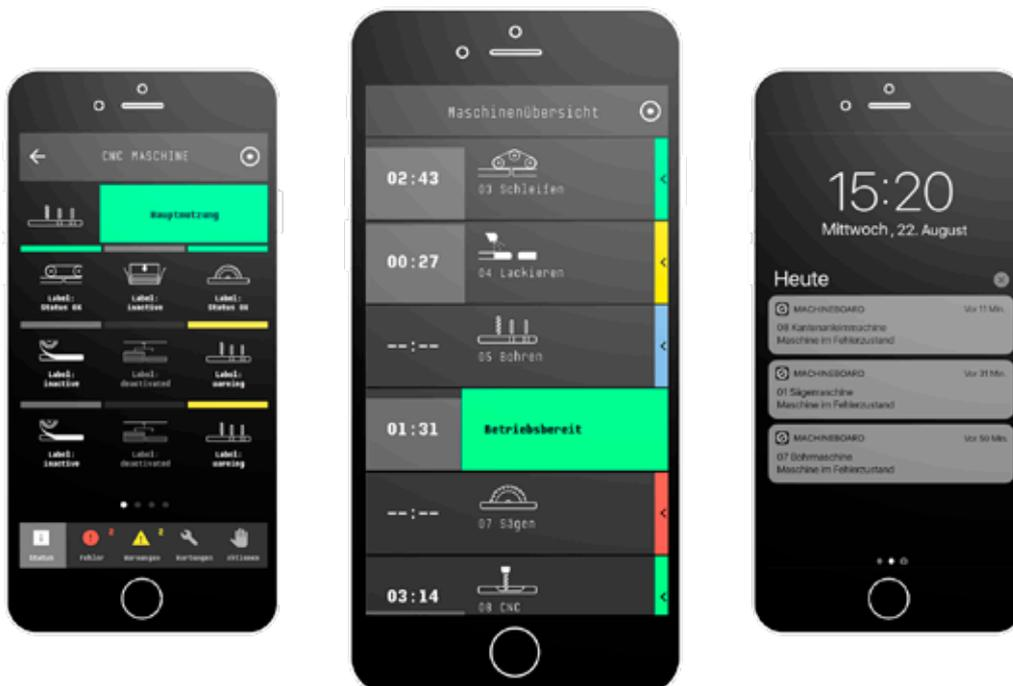 CNC MASCHINE
Hauptnutzung
Label:
Status OK
Label:
inactive
Label:
Status OK
Label:
inactive
Label:
deactivated
Label:
warning
Label:
inactive
Label:
deactivated
Label:
warning
2
2
Status
Fehler
Warnungen
Wartungen
Aktionen
Maschinenübersicht
02:43
03 Schleifen
00:27
04 Lackieren
--:--
05 Bohren
01:31
Betriebsbereit
--:--
07 Sägen
03:14
08 CNC
15:20
Mittwoch, 22. August
Heute
MACHINEBOARD
Vor 11 Min.
08 Kantenanleimmaschine
Maschine im Fehlerzustand
MACHINEBOARD
Vor 31 Min.
01 Sägemaschine
Maschine im Fehlerzustand
MACHINEBOARD
Vor 50 Min.
07 Bohrmaschine
Maschine im Fehlerzustand